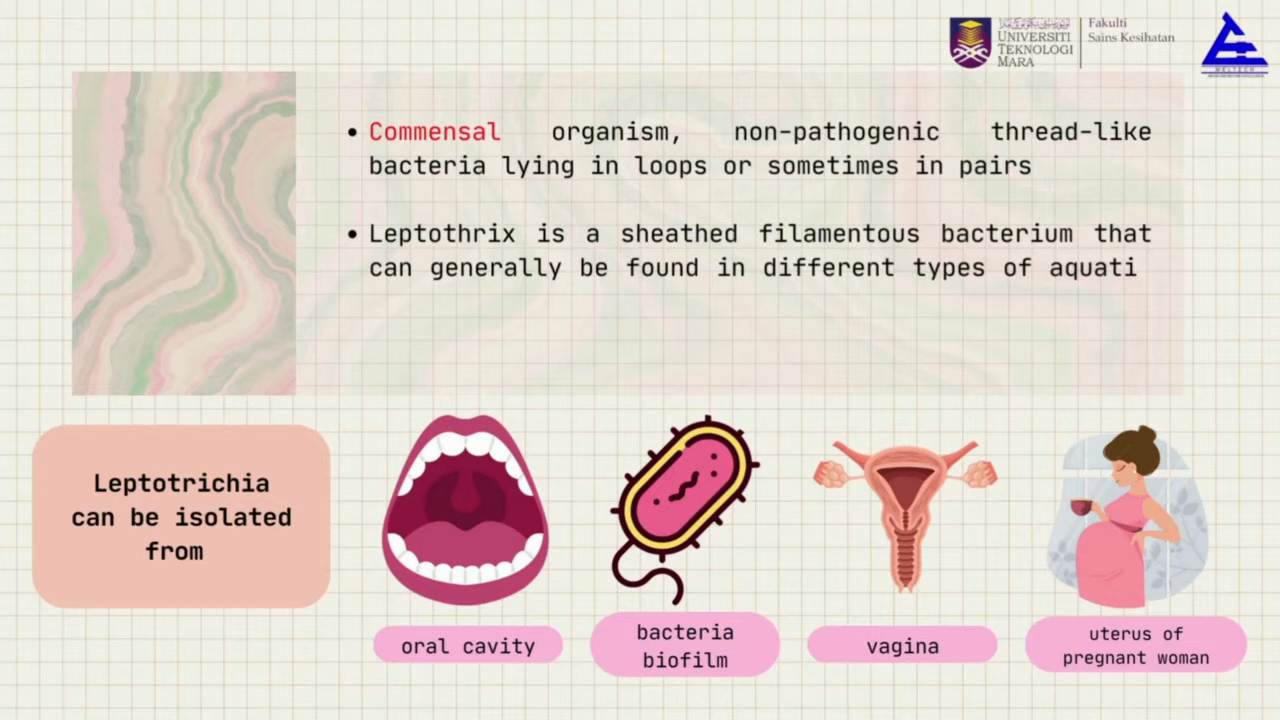 UNIVERSITI
TEKNOLOGI
MARA
Fakulti
Sains Kesihatan
• Commensal organism, non-pathogenic thread-like
bacteria lying in loops or sometimes in pairs
• Leptothrix is a sheathed filamentous bacterium that
can generally be found in different types of aquati
Leptotrichia
can be isolated
from
oral cavity
bacteria
biofilm
vagina
uterus of
pregnant woman